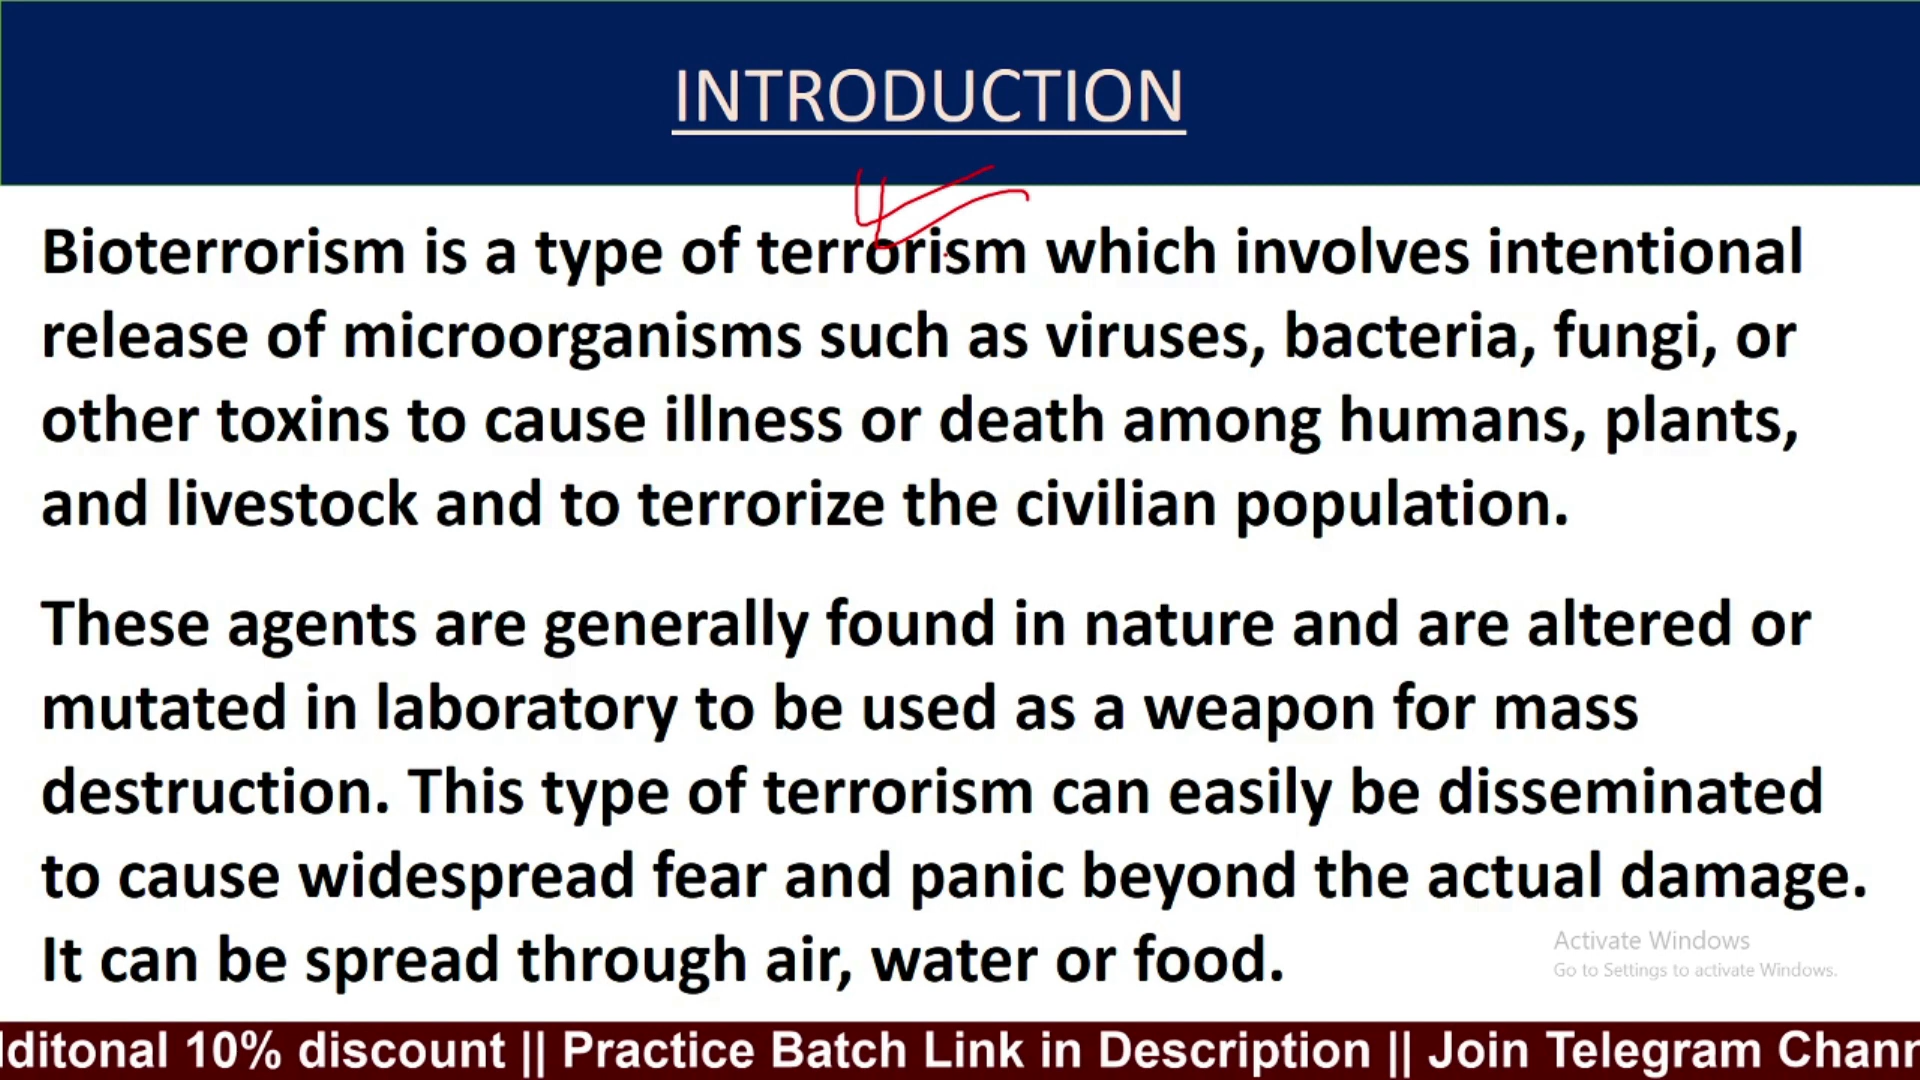 INTRODUCTION
Bioterrorism is a type of terrorism which involves intentional
release of microorganisms such as viruses, bacteria, fungi, or
other toxins to cause illness or death among humans, plants,
and livestock and to terrorize the civilian population.
These agents are generally found in nature and are altered or
mutated in laboratory to be used as a weapon for mass
destruction. This type of terrorism can easily be disseminated
to cause widespread fear and panic beyond the actual damage.
It can be spread through air, water or food.
Activate Windows
Go to Settings to activate Windows.
dditonal 10% discount || Practice Batch Link in Description || Join Telegram Chann